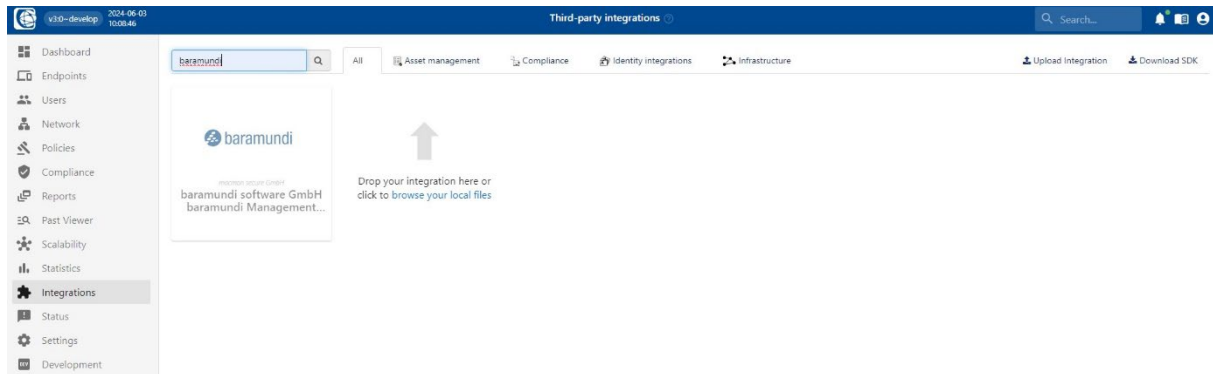 v3.0~develop
2024-06-03
10:08:46
Third-party integrations
Search...
Dashboard
Endpoints
Users
Network
Policies
Compliance
Reports
Past Viewer
Scalability
Statistics
Integrations
Status
Settings
Development
baramundi
All
Asset management
Compliance
Identity integrations
Infrastructure
Upload Integration
Download SDK
baramundi
macmon secure GmbH
baramundi software GmbH
baramundi Management...
Drop your integration here or
click to browse your local files